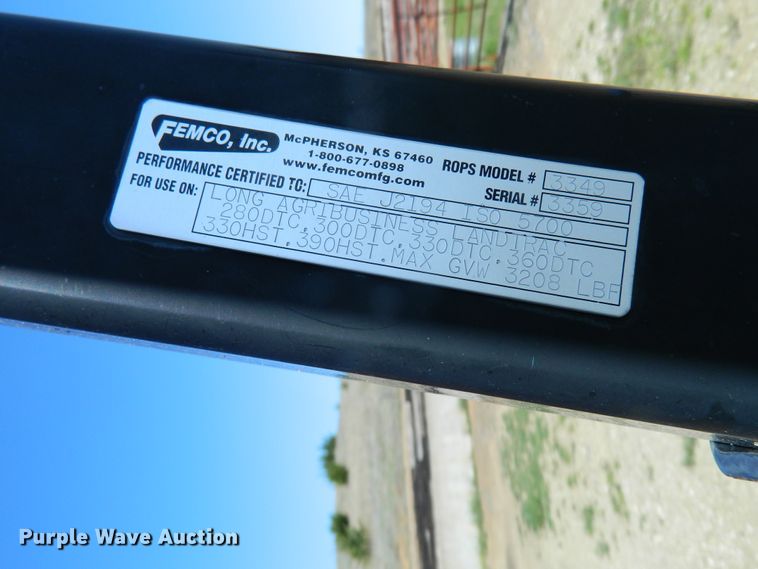 FEMCO, Inc.
McPHERSON, KS 67460
1-800-677-0898
www.femcomfg.com
ROPS MODEL # 3349
SERIAL # 3359
PERFORMANCE CERTIFIED TO: SAE J2194 ISO 5700
FOR USE ON: LONG AGRIBUSINESS LANDTRAC
280DTC,300DTC,330DTC,360DTC
330HST,390HST.MAX GVW 3208 LBF
Purple Wave Auction